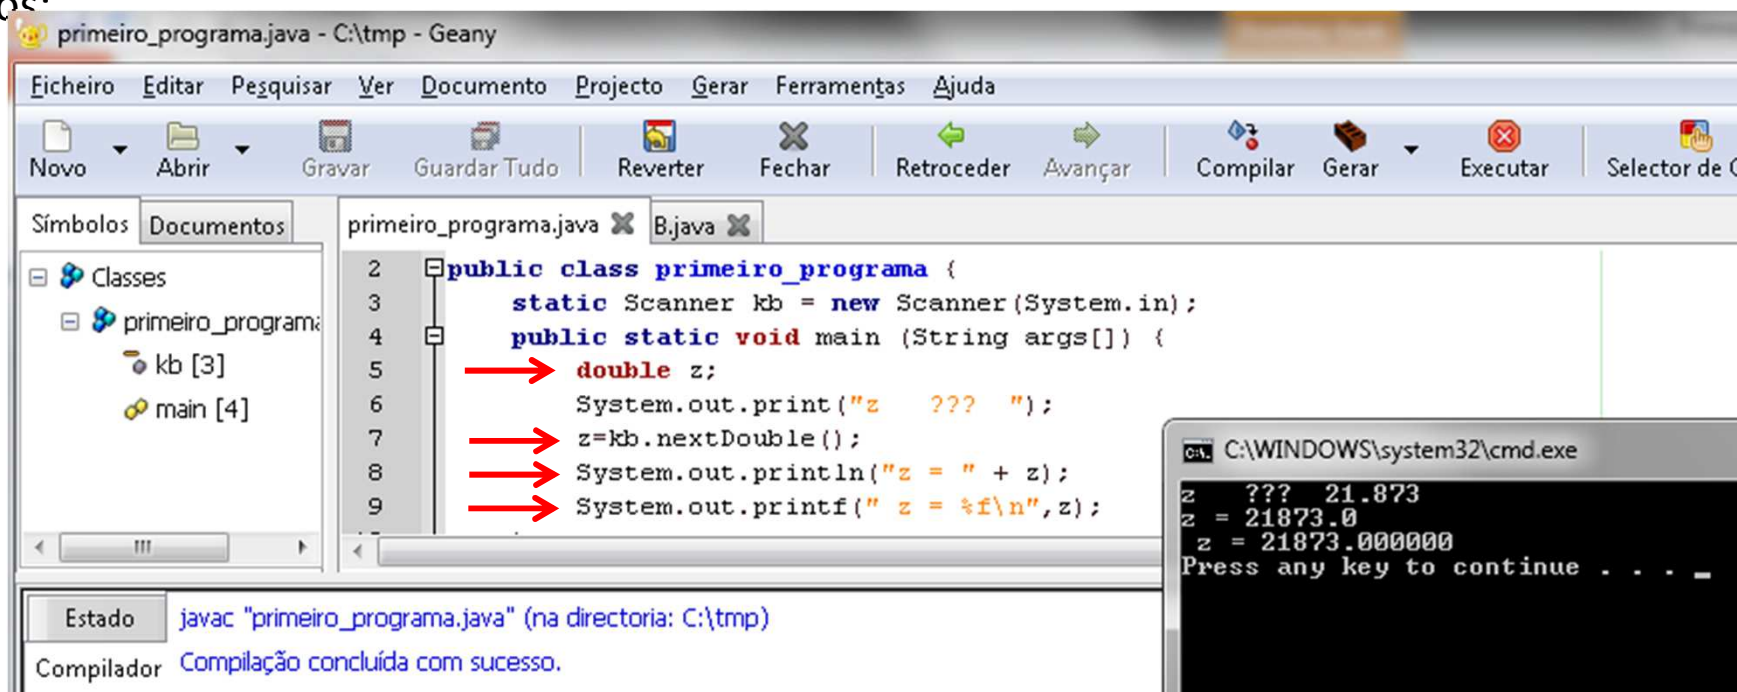 os:
primeiro_programa.java - C:\tmp - Geany
Ficheiro Editar Pesquisar Ver Documento Projecto Gerar Ferramentas Ajuda
Novo Abrir Gravar Guardar Tudo Reverter Fechar Retroceder Avançar Compilar Gerar Executar Selector de C
Símbolos Documentos
primeiro_programa.java B.java
Classes
primeiro_programa
kb [3]
main [4]
2 public class primeiro_programa {
3 static Scanner kb = new Scanner(System.in);
4 public static void main (String args[]) {
5 double z;
6 System.out.print("z   ???  ");
7 z=kb.nextDouble();
8 System.out.println("z = " + z);
9 System.out.printf(" z = %f\n",z);
C:\WINDOWS\system32\cmd.exe
z   ???  21.873
z = 21873.0
 z = 21873.000000
Press any key to continue . . . _
Estado
javac "primeiro_programa.java" (na directoria: C:\tmp)
Compilador
Compilação concluída com sucesso.